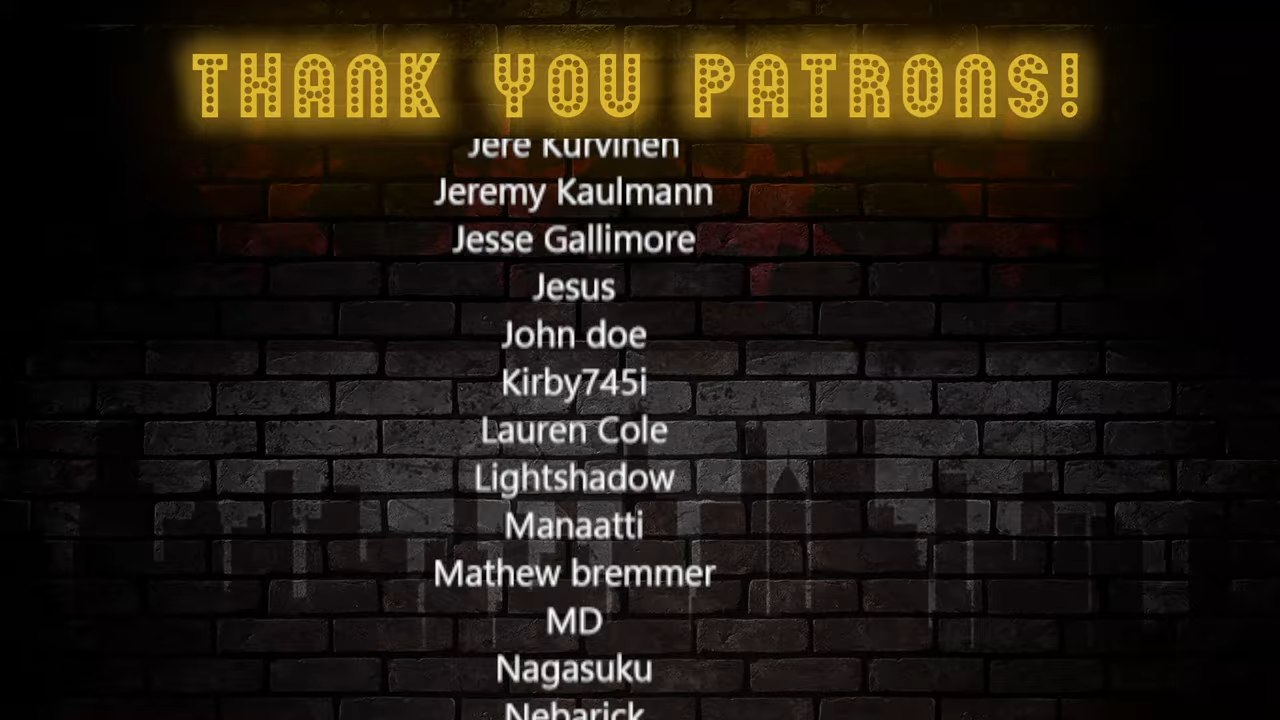 THANK YOU PATRONS!
Jere Kurvinen
Jeremy Kaulmann
Jesse Gallimore
Jesus
John doe
Kirby745i
Lauren Cole
Lightshadow
Manaatti
Mathew bremmer
MD
Nagasuku
Nebarick